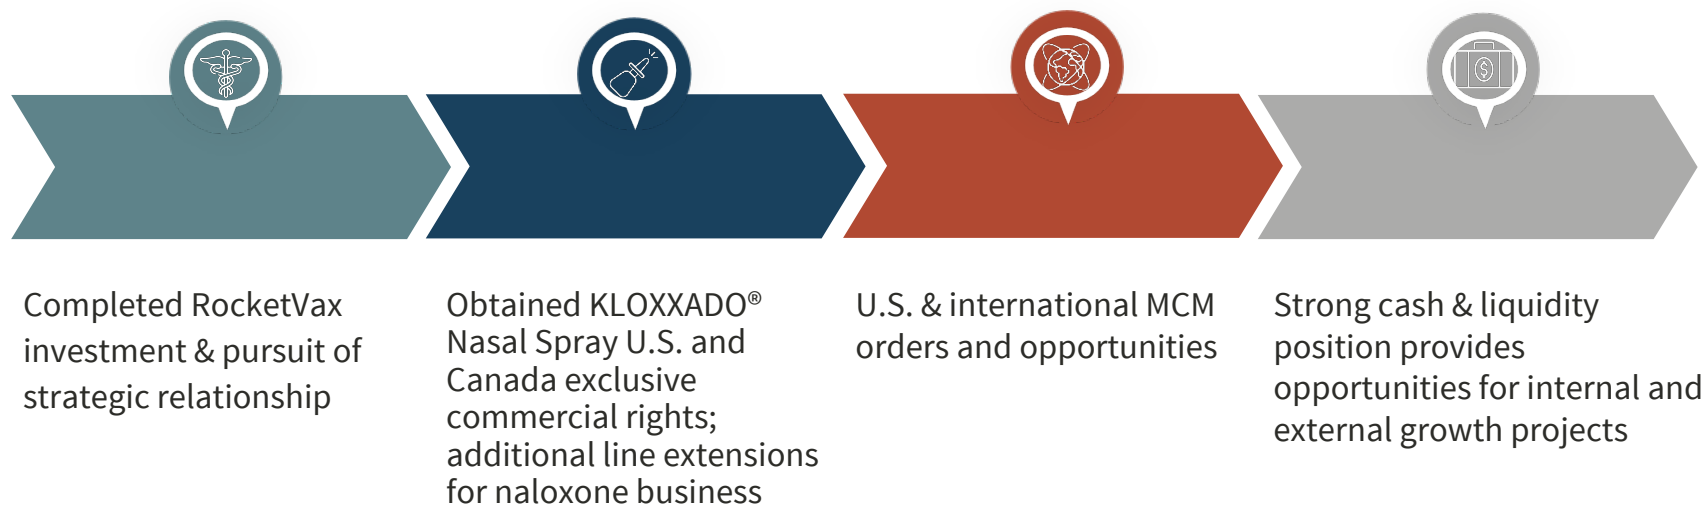 Completed RocketVax
investment & pursuit of
strategic relationship
Obtained KLOXXADO®
Nasal Spray U.S. and
Canada exclusive
commercial rights;
additional line extensions
for naloxone business
U.S. & international MCM
orders and opportunities
Strong cash & liquidity
position provides
opportunities for internal and
external growth projects
$